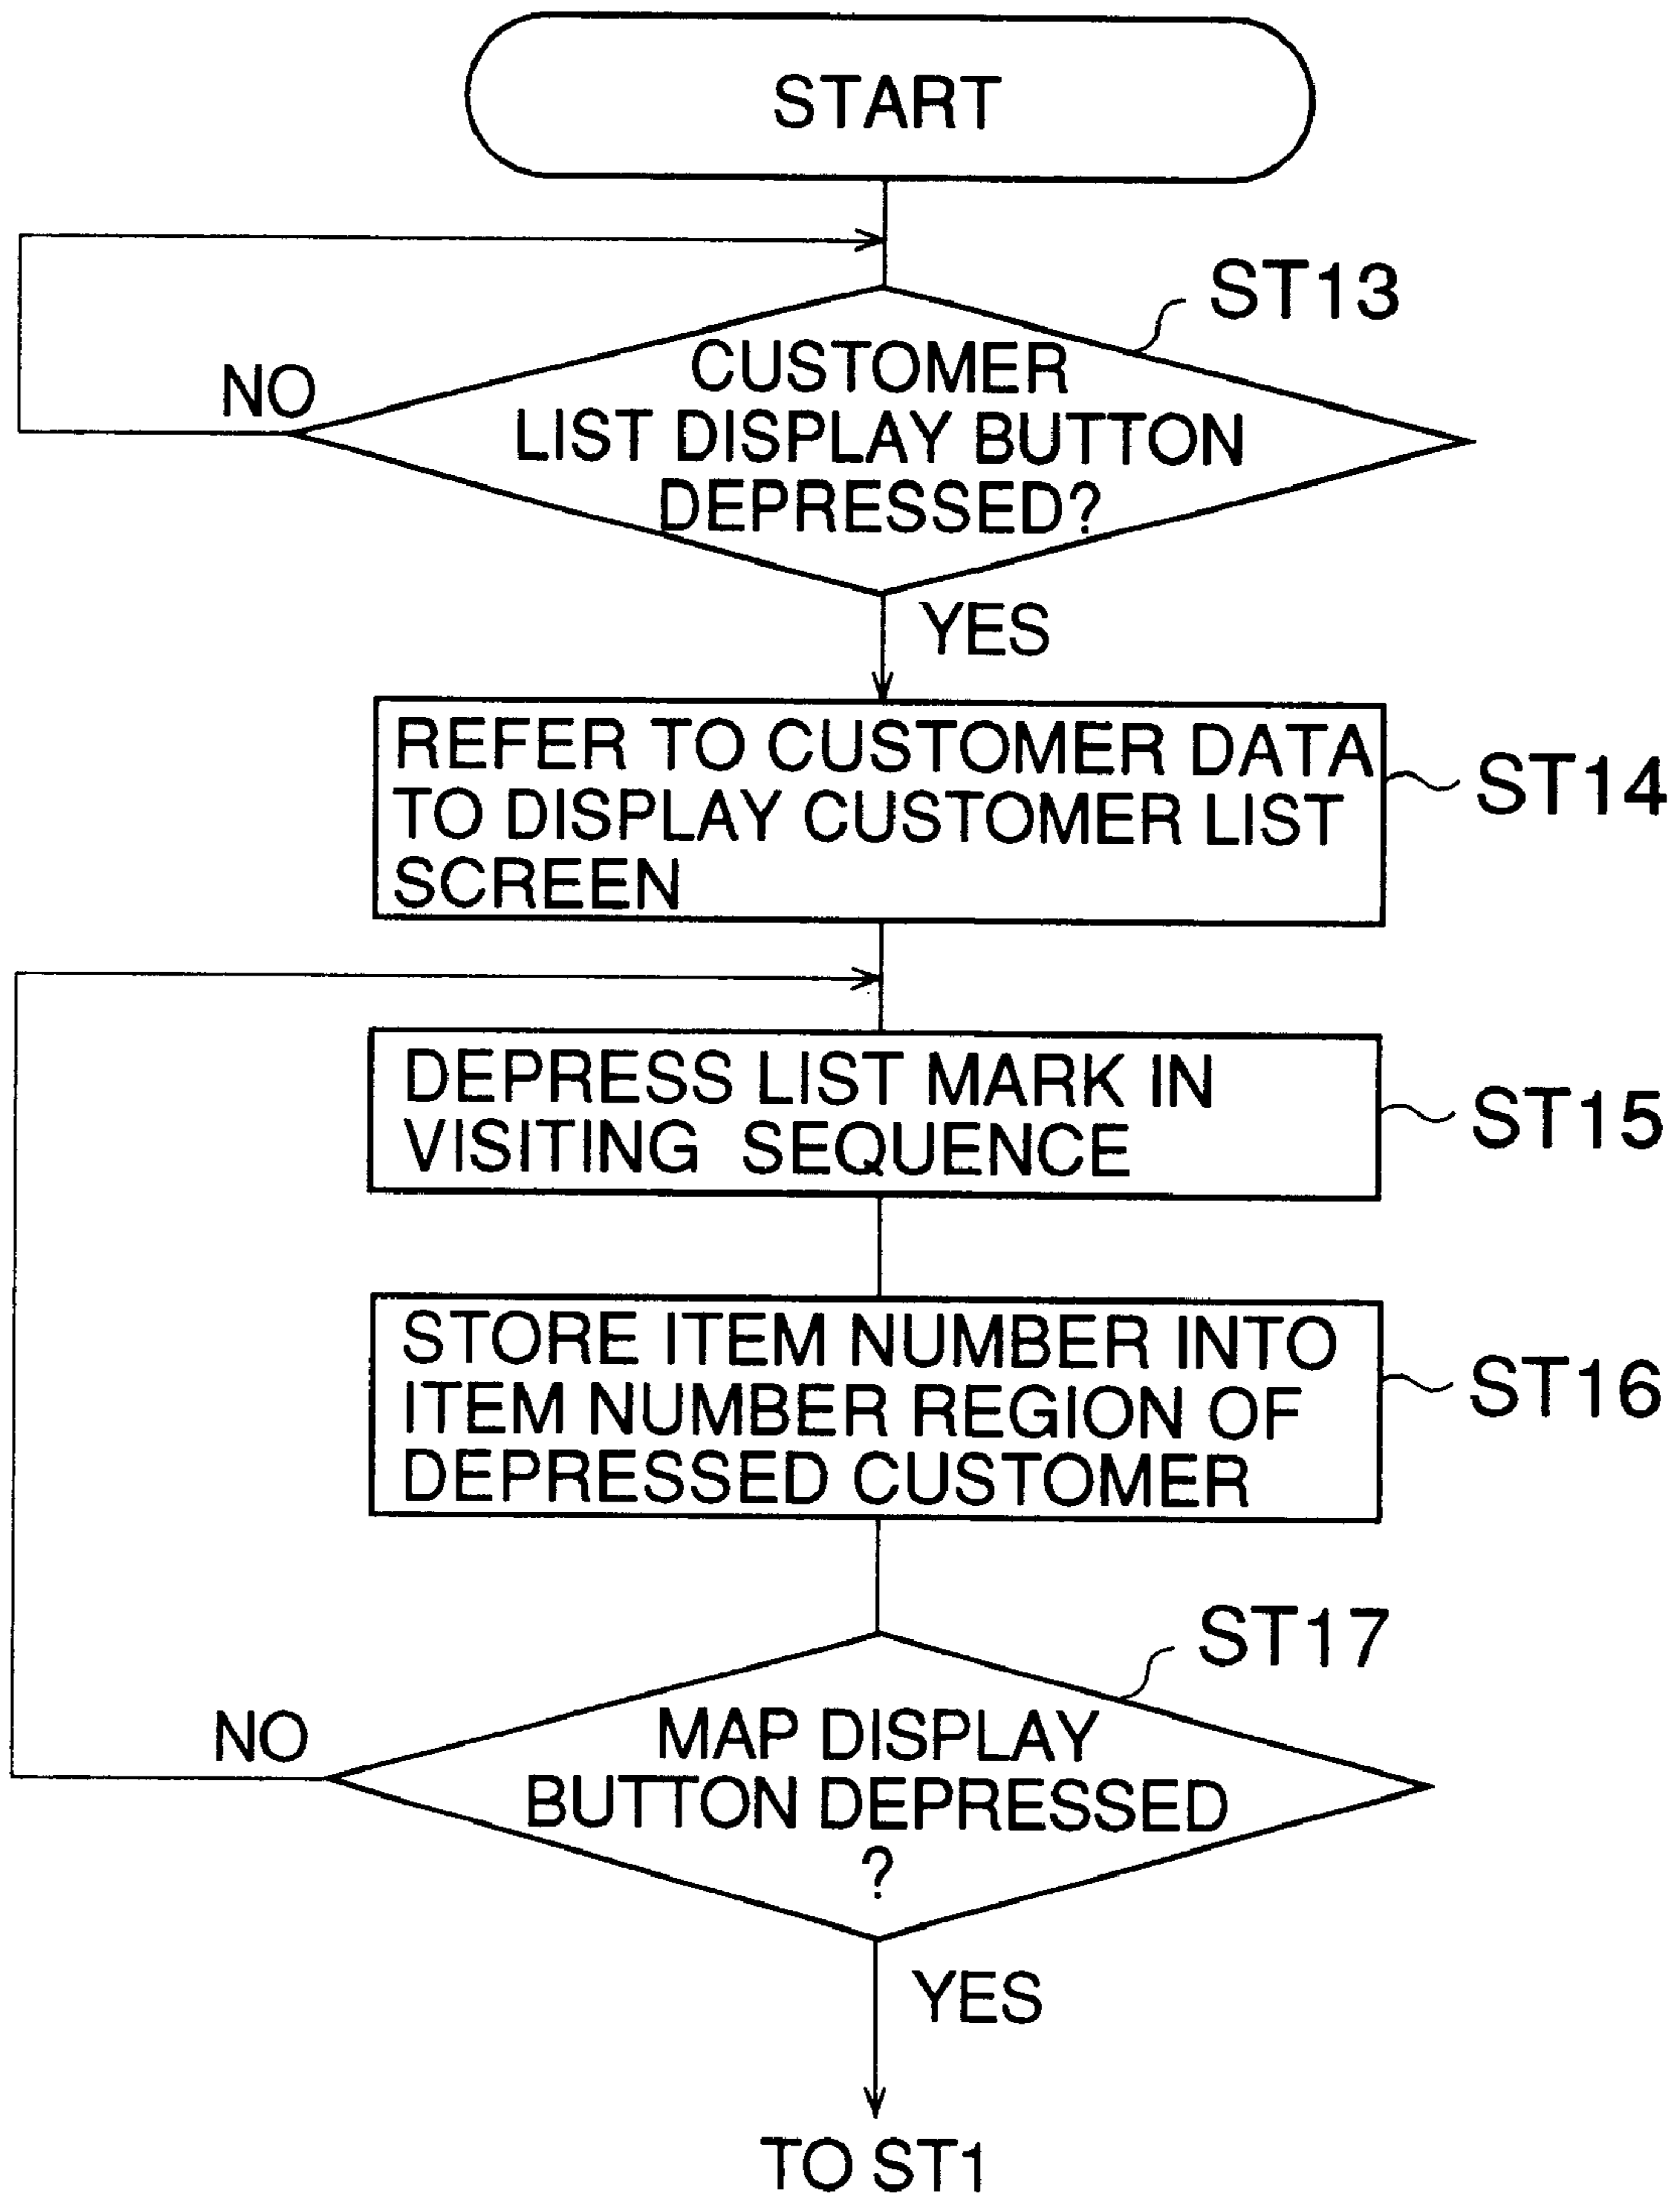 START
ST13
CUSTOMER
NO
LIST DISPLAY BUTTON
DEPRESSED?
YES
REFER TO CUSTOMER DATA
TO DISPLAY CUSTOMER LIST
SCREEN
ST14
DEPRESS LIST MARK IN
VISITING SEQUENCE
ST15
STORE ITEM NUMBER INTO
ITEM NUMBER REGION OF
DEPRESSED CUSTOMER
ST16
ST17
NO
MAP DISPLAY
BUTTON DEPRESSED
?
YES
TO ST1